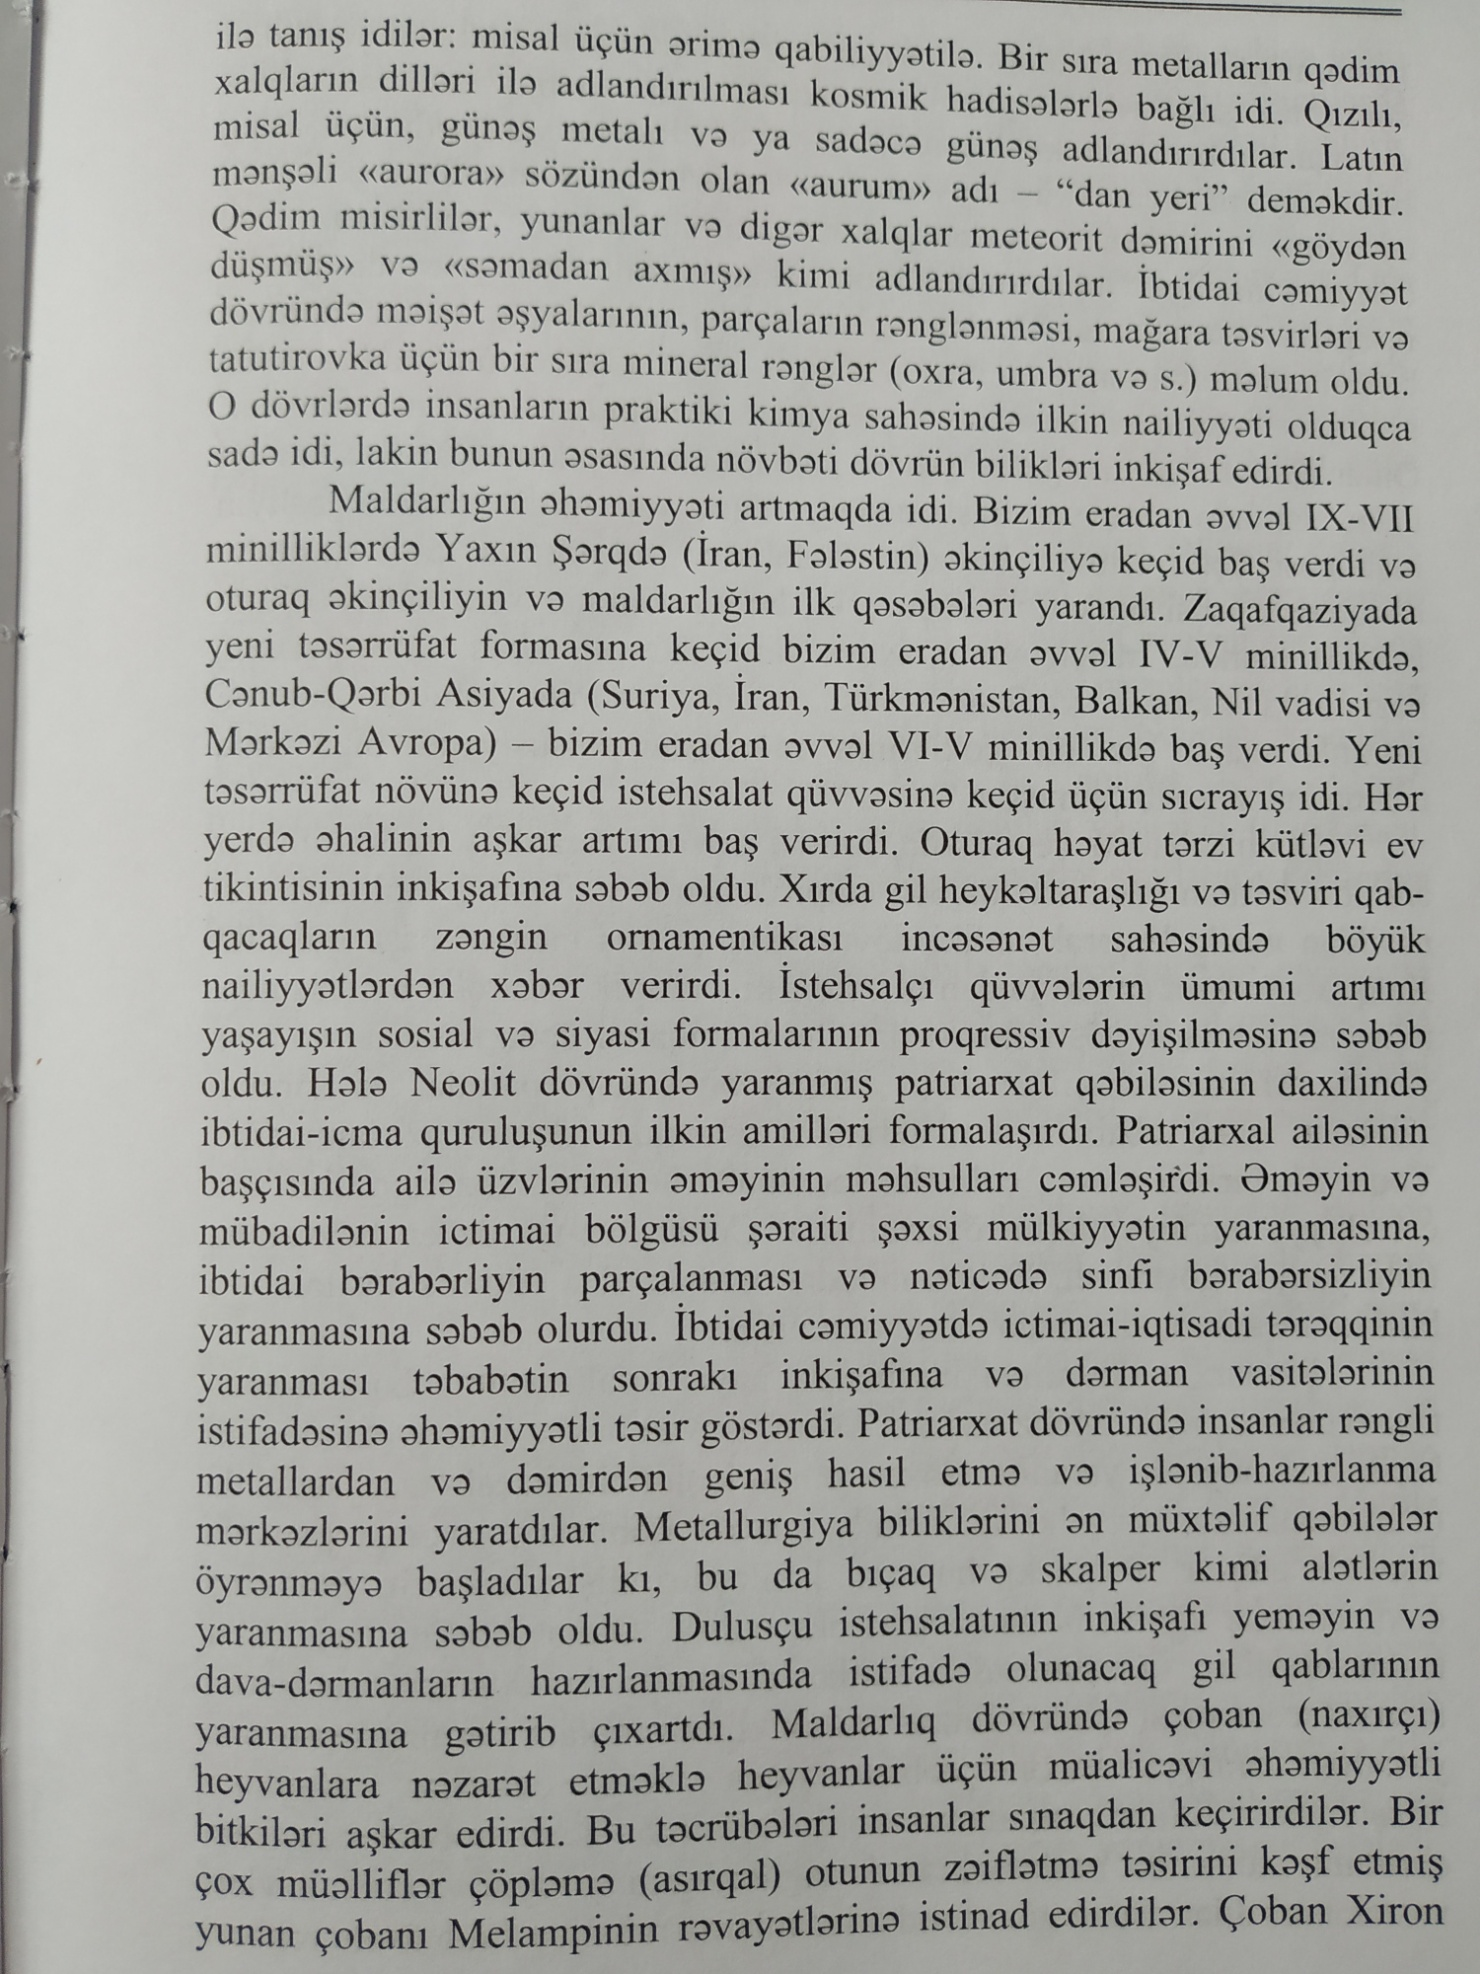 ilə tanış idilər: misal üçün ərimə qabiliyyətilə. Bir sıra metalların qədim
xalqların dilləri ilə adlandırılması kosmik hadisələrlə bağlı idi. Qızılı,
misal üçün, günəş metalı və ya sadəcə günəş adlandırırdılar. Latın
mənşəli «aurora» sözündən olan «aurum» adı – “dan yeri” deməkdir.
Qədim misirlilər, yunanlar və digər xalqlar meteorit dəmirini «göydən
düşmüş» və «səmadan axmış» kimi adlandırırdılar. İbtidai cəmiyyət
dövründə məişət əşyalarının, parçaların rənglənməsi, mağara təsvirləri və
tatutirovka üçün bir sıra mineral rənglər (oxra, umbra və s.) məlum oldu.
O dövrlərdə insanların praktiki kimya sahəsində ilkin nailiyyəti olduqca
sadə idi, lakin bunun əsasında növbəti dövrün bilikləri inkişaf edirdi.
Maldarlığın əhəmiyyəti artmaqda idi. Bizim eradan əvvəl IX-VII
minilliklərdə Yaxın Şərqdə (İran, Fələstin) əkinçiliyə keçid baş verdi və
oturaq əkinçiliyin və maldarlığın ilk qəsəbələri yarandı. Zaqafqaziyada
yeni təsərrüfat formasına keçid bizim eradan əvvəl IV-V minillikdə,
Cənub-Qərbi Asiyada (Suriya, İran, Türkmənistan, Balkan, Nil vadisi və
Mərkəzi Avropa) – bizim eradan əvvəl VI-V minillikdə baş verdi. Yeni
təsərrüfat növünə keçid istehsalat qüvvəsinə keçid üçün sıcrayış idi. Hər
yerdə əhalinin aşkar artımı baş verirdi. Oturaq həyat tərzi kütləvi ev
tikintisinin inkişafına səbəb oldu. Xırda gil heykəltaraşlığı və təsviri qab-
qacaqların zəngin ornamentikası incəsənət sahəsində böyük
nailiyyətlərdən xəbər verirdi. İstehsalçı qüvvələrin ümumi artımı
yaşayışın sosial və siyasi formalarının proqressiv dəyişilməsinə səbəb
oldu. Hələ Neolit dövründə yaranmış patriarxat qəbiləsinin daxilində
ibtidai-icma quruluşunun ilkin amilləri formalaşırdı. Patriarxal ailəsinin
başçısında ailə üzvlərinin əməyinin məhsulları cəmləşirdi. Əməyin və
mübadilənin ictimai bölgüsü şəraiti şəxsi mülkiyyətin yaranmasına,
ibtidai bərabərliyin parçalanması və nəticədə sinfi bərabərsizliyin
yaranmasına səbəb olurdu. İbtidai cəmiyyətdə ictimai-iqtisadi tərəqqinin
yaranması təbabətin sonrakı inkişafına və dərman vasitələrinin
istifadəsinə əhəmiyyətli təsir göstərdi. Patriarxat dövründə insanlar rəngli
metallardan və dəmirdən geniş hasil etmə və işlənib-hazırlanma
mərkəzlərini yaratdılar. Metallurgiya biliklərini ən müxtəlif qəbilələr
öyrənməyə başladılar kı, bu da bıçaq və skalper kimi alətlərin
yaranmasına səbəb oldu. Dulusçu istehsalatının inkişafı yeməyin və
dava-dərmanların hazırlanmasında istifadə olunacaq gil qablarının
yaranmasına gətirib çıxartdı. Maldarlıq dövründə çoban (naxırçı)
heyvanlara nəzarət etməklə heyvanlar üçün müalicəvi əhəmiyyətli
bitkiləri aşkar edirdi. Bu təcrübələri insanlar sınaqdan keçirirdilər. Bir
çox müəlliflər çöpləmə (asırqal) otunun zəiflətmə təsirini kəşf etmiş
yunan çobanı Melampinin rəvayətlərinə istinad edirdilər. Çoban Xiron